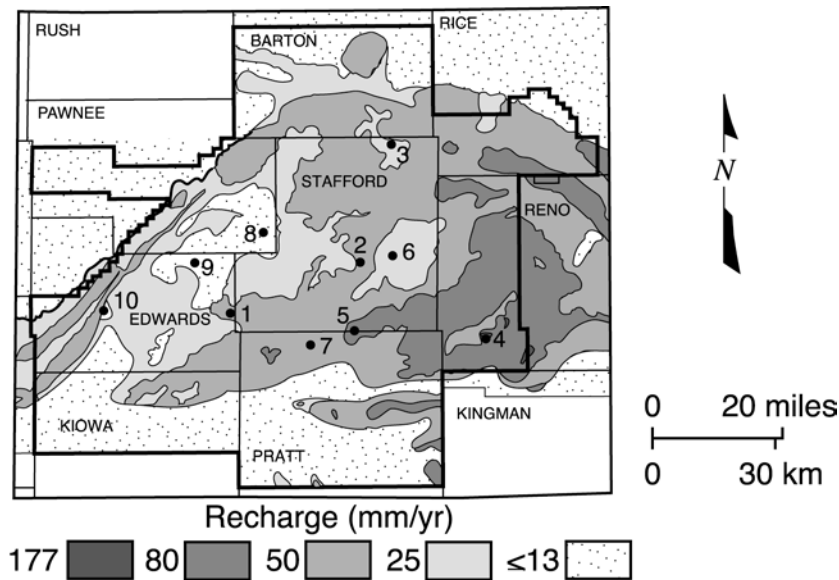 RUSH
BARTON
RICE
PAWNEE
N
3
STAFFORD
RENO
8
2
6
9
10
EDWARDS
1
5
4
7
KIOWA
PRATT
KINGMAN
0 20 miles
0 30 km
Recharge (mm/yr)
177 80 50 25 ≤13